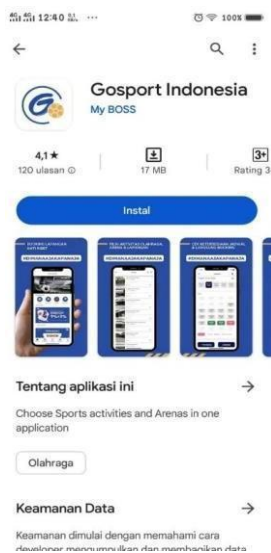 12:40
100%
Gosport Indonesia
My BOSS
4,1★
120 ulasan
17 MB
3+
Rating 3
Instal
Tentang aplikasi ini
Choose Sports activities and Arenas in one
application
Olahraga
Keamanan Data
Keamanan dimulai dengan memahami cara
developer mengumpulkan dan membagikan data